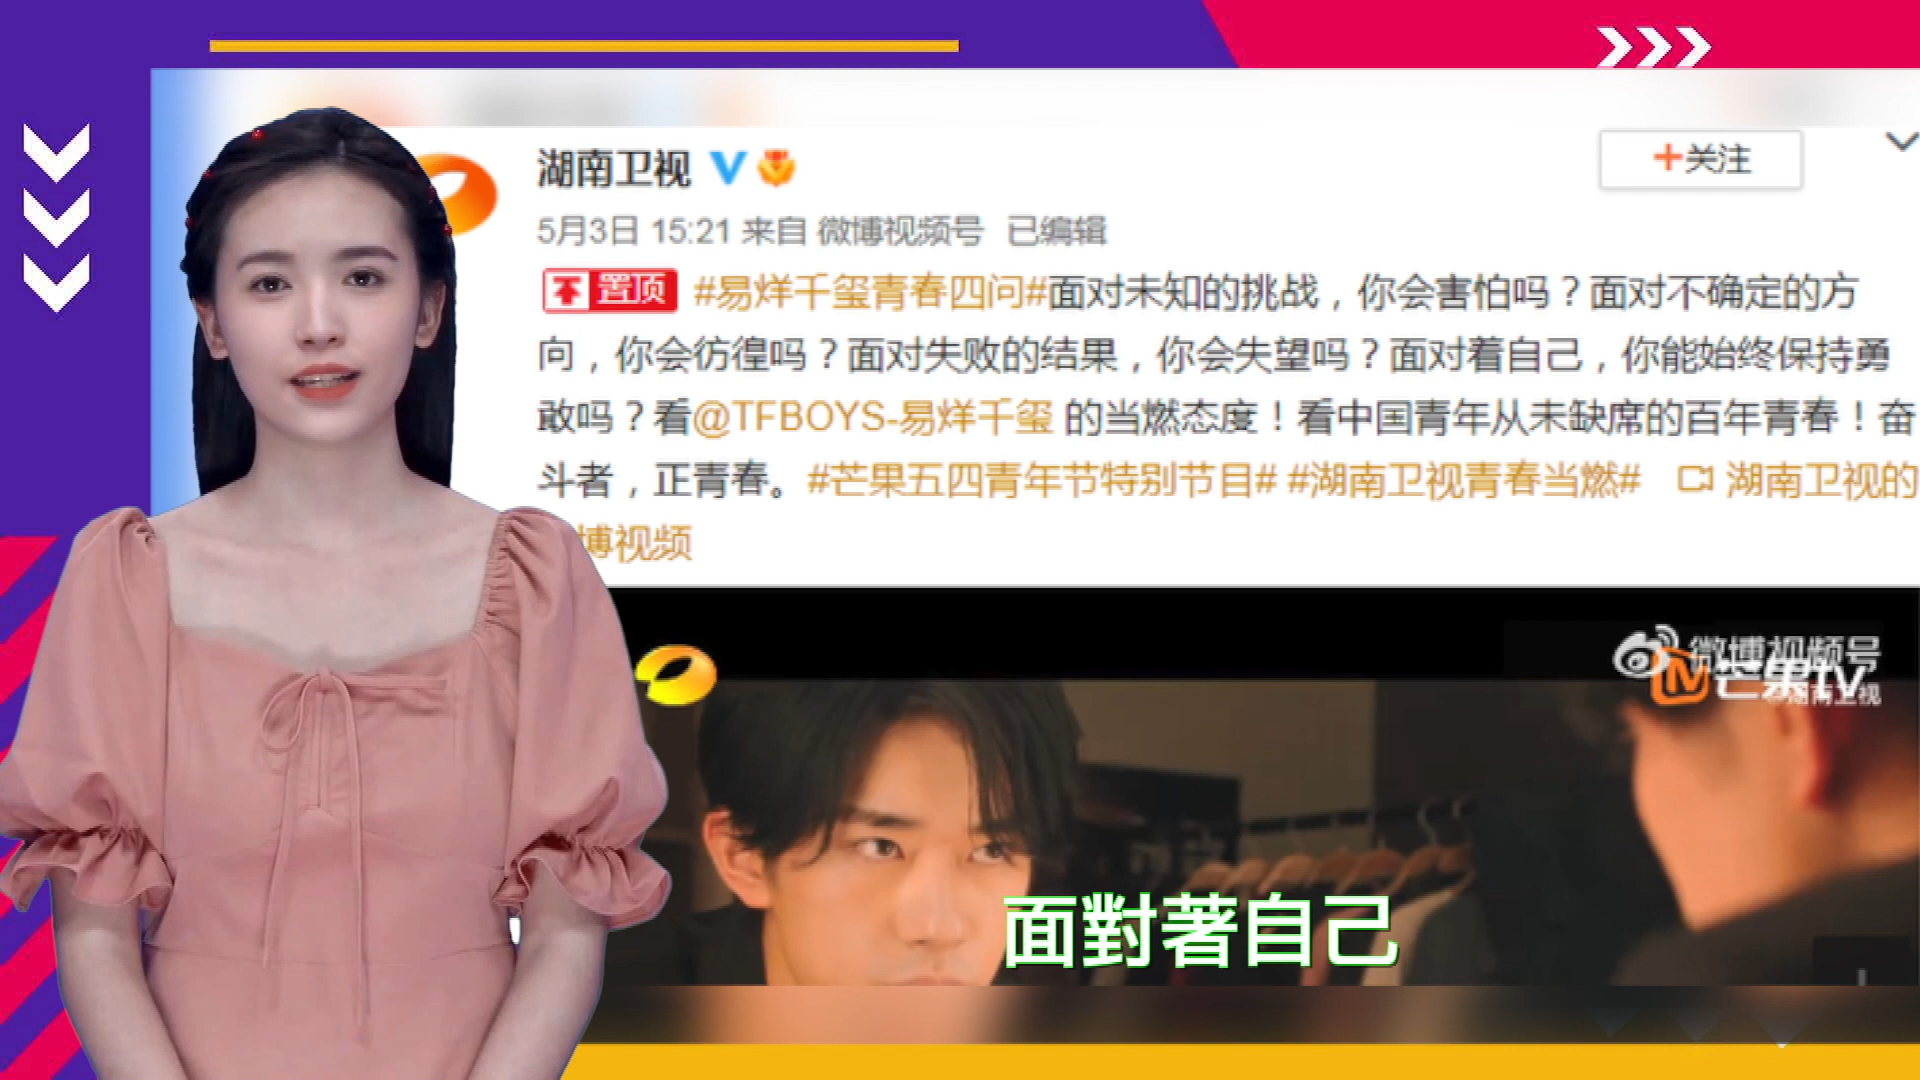 湖南卫视
+关注
5月3日 15:21 来自 微博视频号 已编辑
置顶 #易烊千玺青春四问#面对未知的挑战，你会害怕吗？面对不确定的方
向，你会彷徨吗？面对失败的结果，你会失望吗？面对着自己，你能始终保持勇
敢吗？看@TFBOYS-易烊千玺 的当燃态度！看中国青年从未缺席的百年青春！奋
斗者，正青春。#芒果五四青年节特别节目# #湖南卫视青春当燃# 湖南卫视的
博视频
微博视频号
芒果TV
面對著自己